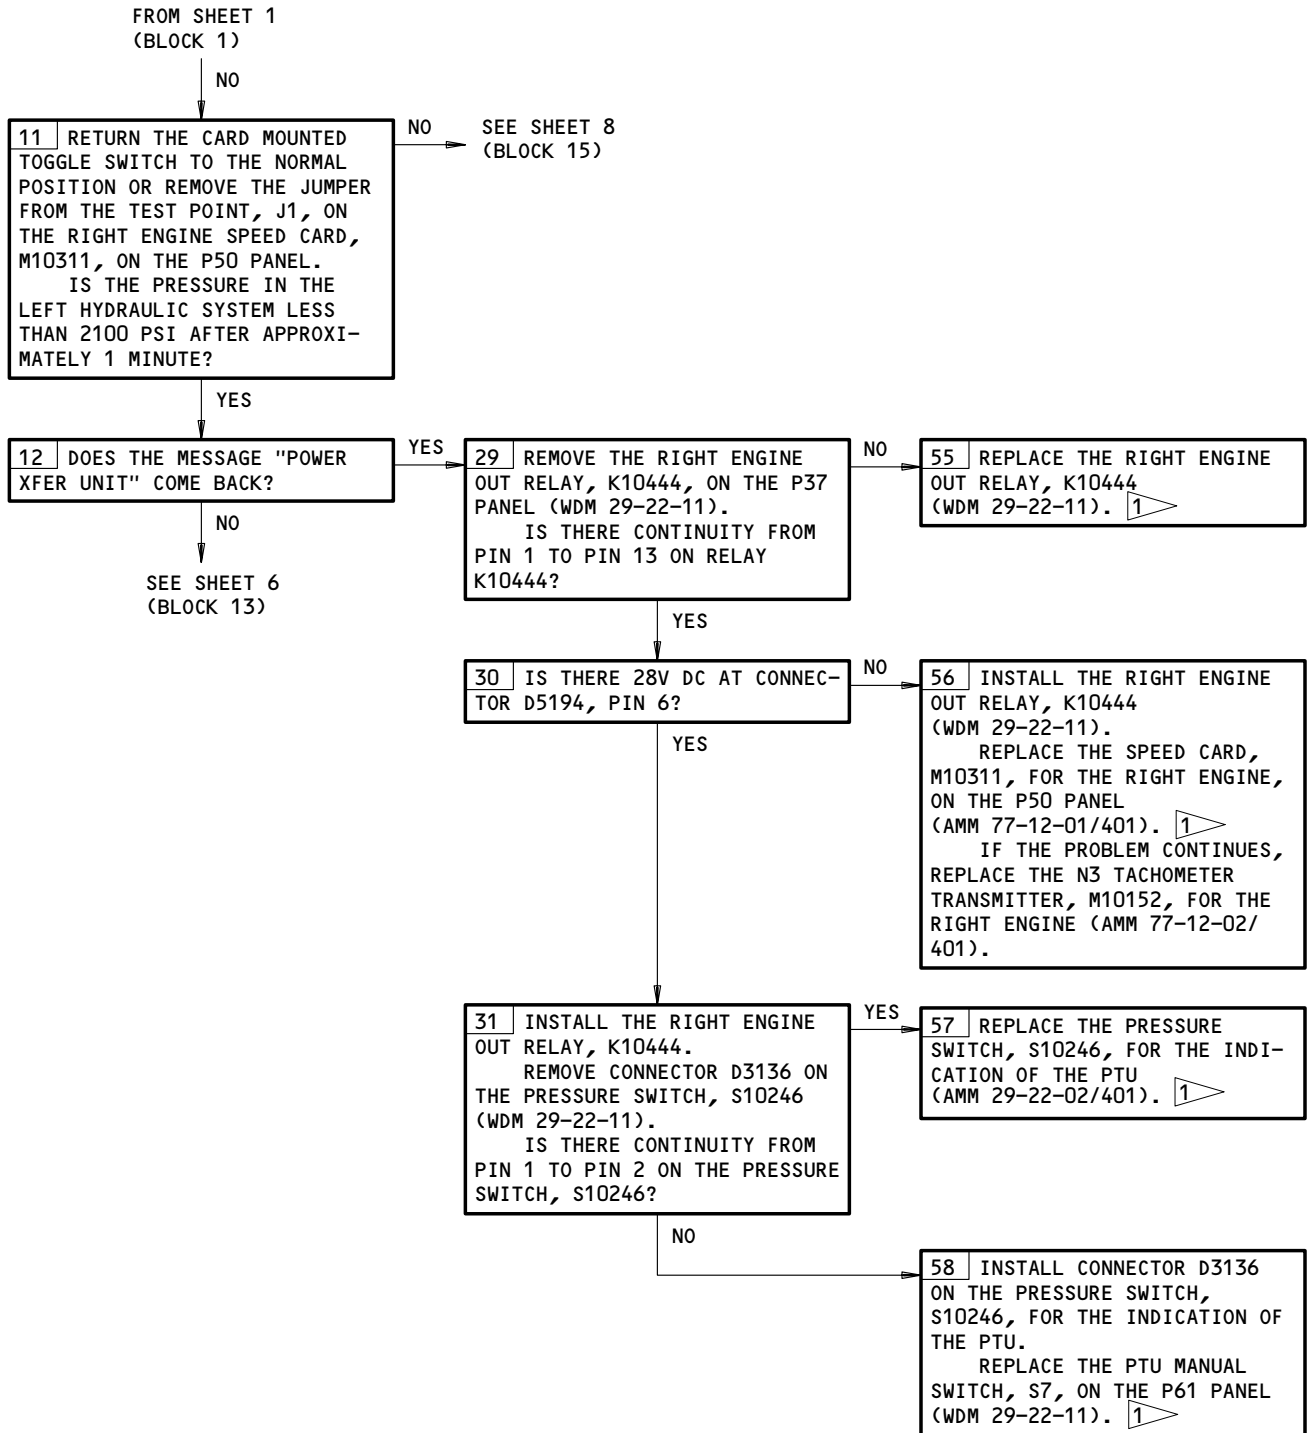 FROM SHEET 1
(BLOCK 1)
NO
11 RETURN THE CARD MOUNTED
TOGGLE SWITCH TO THE NORMAL
POSITION OR REMOVE THE JUMPER
FROM THE TEST POINT, J1, ON
THE RIGHT ENGINE SPEED CARD,
M10311, ON THE P50 PANEL.
IS THE PRESSURE IN THE
LEFT HYDRAULIC SYSTEM LESS
THAN 2100 PSI AFTER APPROXI-
MATELY 1 MINUTE?
NO
SEE SHEET 8
(BLOCK 15)
YES
12 DOES THE MESSAGE "POWER
XFER UNIT" COME BACK?
YES
NO
SEE SHEET 6
(BLOCK 13)
29 REMOVE THE RIGHT ENGINE
OUT RELAY, K10444, ON THE P37
PANEL (WDM 29-22-11).
IS THERE CONTINUITY FROM
PIN 1 TO PIN 13 ON RELAY
K10444?
NO
55 REPLACE THE RIGHT ENGINE
OUT RELAY, K10444
(WDM 29-22-11). 1
YES
30 IS THERE 28V DC AT CONNEC-
TOR D5194, PIN 6?
NO
56 INSTALL THE RIGHT ENGINE
OUT RELAY, K10444
(WDM 29-22-11).
REPLACE THE SPEED CARD,
M10311, FOR THE RIGHT ENGINE,
ON THE P50 PANEL
(AMM 77-12-01/401). 1
IF THE PROBLEM CONTINUES,
REPLACE THE N3 TACHOMETER
TRANSMITTER, M10152, FOR THE
RIGHT ENGINE (AMM 77-12-02/
401).
YES
31 INSTALL THE RIGHT ENGINE
OUT RELAY, K10444.
REMOVE CONNECTOR D3136 ON
THE PRESSURE SWITCH, S10246
(WDM 29-22-11).
IS THERE CONTINUITY FROM
PIN 1 TO PIN 2 ON THE PRESSURE
SWITCH, S10246?
YES
57 REPLACE THE PRESSURE
SWITCH, S10246, FOR THE INDI-
CATION OF THE PTU
(AMM 29-22-02/401). 1
NO
58 INSTALL CONNECTOR D3136
ON THE PRESSURE SWITCH,
S10246, FOR THE INDICATION OF
THE PTU.
REPLACE THE PTU MANUAL
SWITCH, S7, ON THE P61 PANEL
(WDM 29-22-11). 1